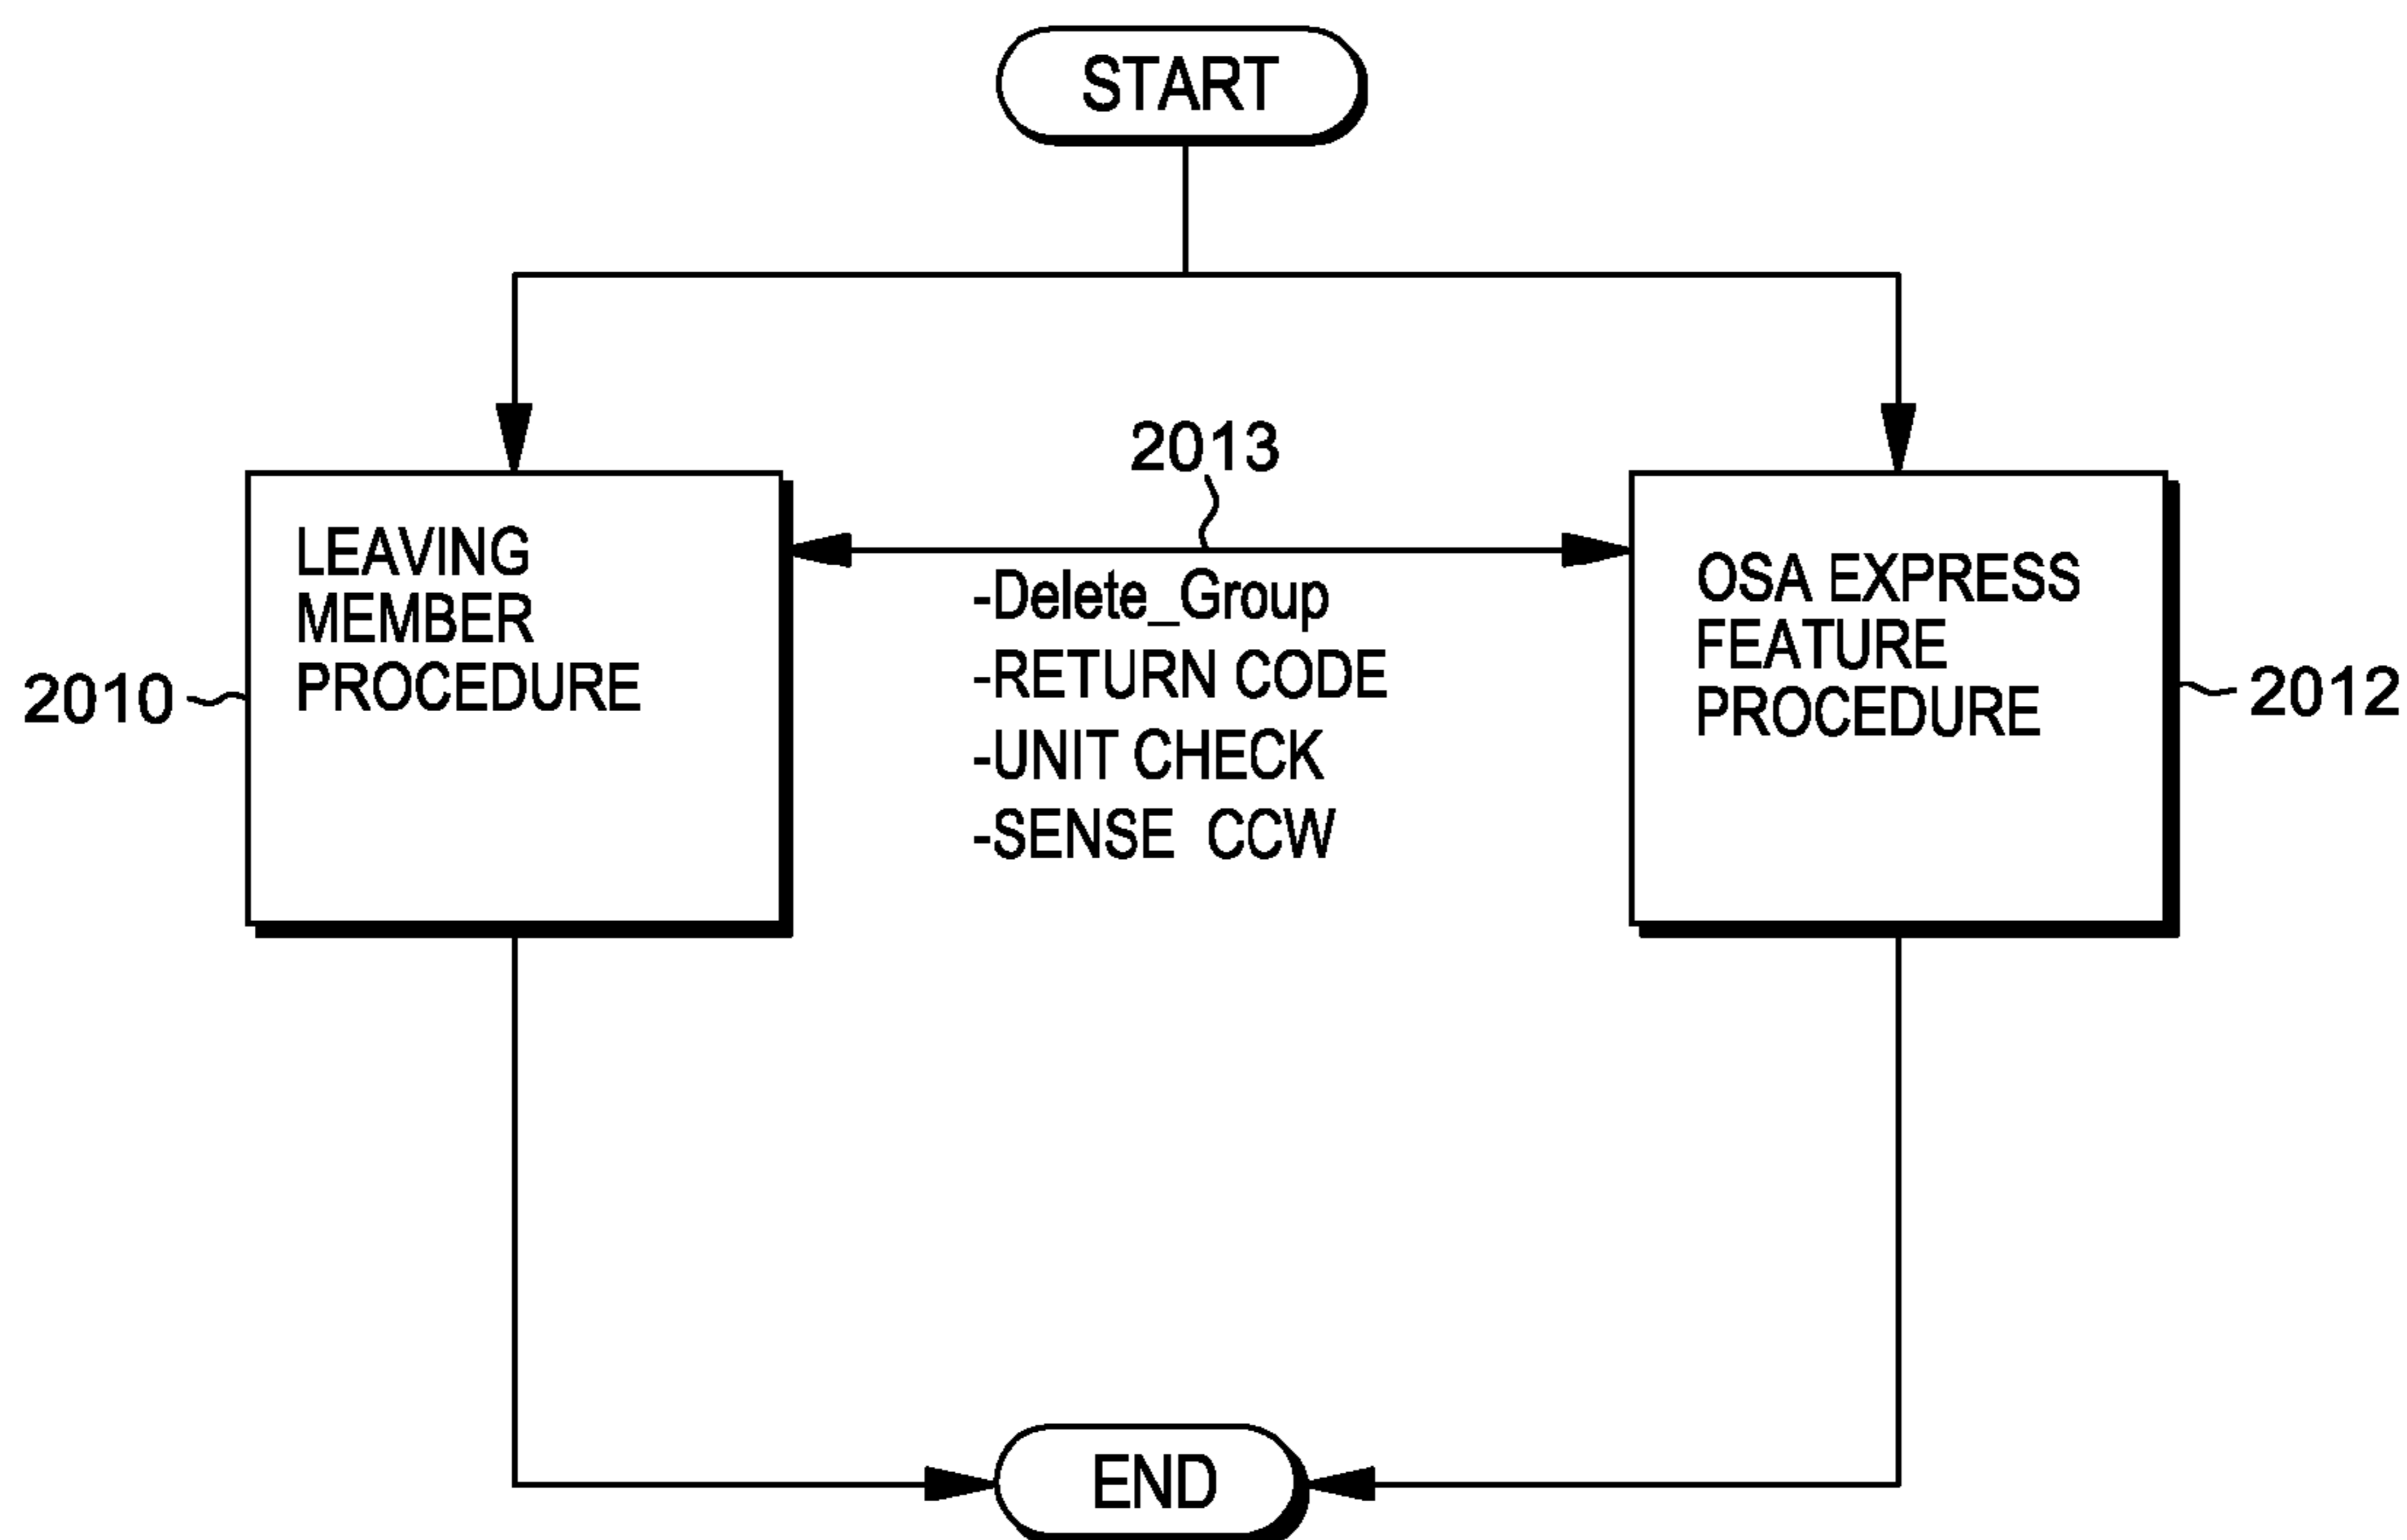 START
2013
LEAVING
MEMBER
PROCEDURE
2010
-Delete_Group
-RETURN CODE
-UNIT CHECK
-SENSE CCW
OSA EXPRESS
FEATURE
PROCEDURE
2012
END